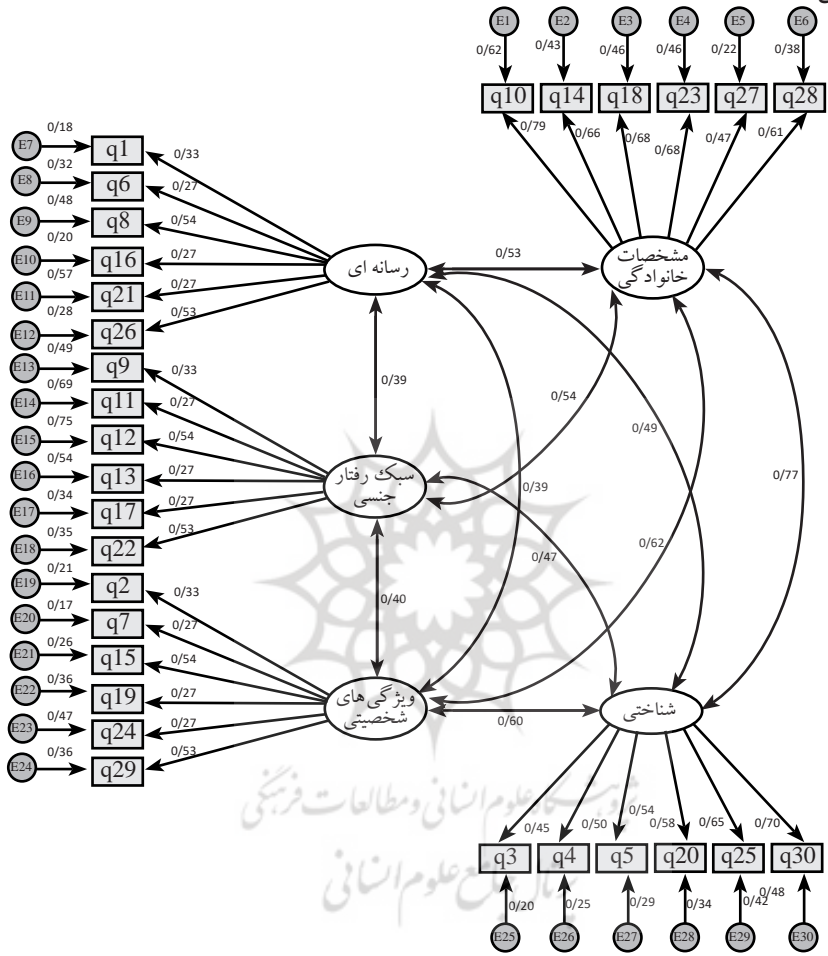 E1 E2 E3 E4 E5 E6
0/62 0/43 0/46 0/46 0/22 0/38
q10 q14 q18 q23 q27 q28
0/79 0/66 0/68 0/68 0/47 0/61
مشخصات
خانوادگی
E7 0/18 q1 0/33
E8 0/32 q6 0/27
E9 0/48 q8 0/54
E10 0/20 q16 0/27
E11 0/57 q21 0/27
E12 0/28 q26 0/53
رسانه ای
0/53
0/39
E13 0/49 q9 0/33
E14 0/69 q11 0/27
E15 0/75 q12 0/54
E16 0/54 q13 0/27
E17 0/34 q17 0/27
E18 0/35 q22 0/53
سبک رفتار
جنسی
0/54
0/49
0/39
0/77
0/47
0/62
0/40
E19 0/21 q2 0/33
E20 0/17 q7 0/27
E21 0/26 q15 0/54
E22 0/36 q19 0/27
E23 0/47 q24 0/27
E24 0/36 q29 0/53
ویژگی های
شخصیتی
0/60
شناختی
پژوهشگاه علوم انسانی و مطالعات فرهنگی
پرتال جامع علوم انسانی
0/45 0/50 0/54 0/58 0/65 0/70
q3 q4 q5 q20 q25 q30
0/20 0/25 0/29 0/34 0/42 0/48
E25 E26 E27 E28 E29 E30